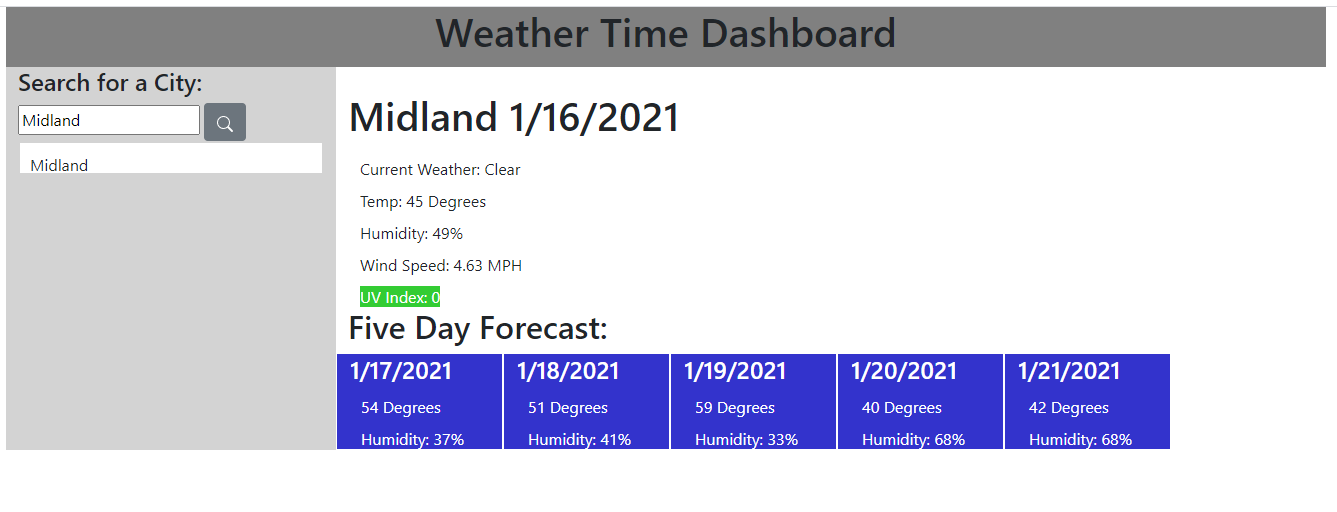 Weather Time Dashboard
Search for a City:
Midland
Midland
Midland 1/16/2021
Current Weather: Clear
Temp: 45 Degrees
Humidity: 49%
Wind Speed: 4.63 MPH
UV Index: 0
Five Day Forecast:
1/17/2021
54 Degrees
Humidity: 37%
1/18/2021
51 Degrees
Humidity: 41%
1/19/2021
59 Degrees
Humidity: 33%
1/20/2021
40 Degrees
Humidity: 68%
1/21/2021
42 Degrees
Humidity: 68%